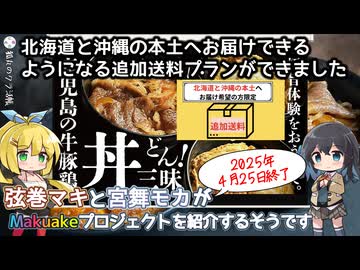 北海道と沖縄の本土へお届けできる
ようになる追加送料プランができました
児島の牛豚鶏
丼
どん!
三昧
北海道と沖縄の本土へ
お届け希望の方限定
追加送料
2025年
4月25日終了
体験をお
弦巻マキと宮舞モカが
Makuakeプロジェクトを紹介するそうです